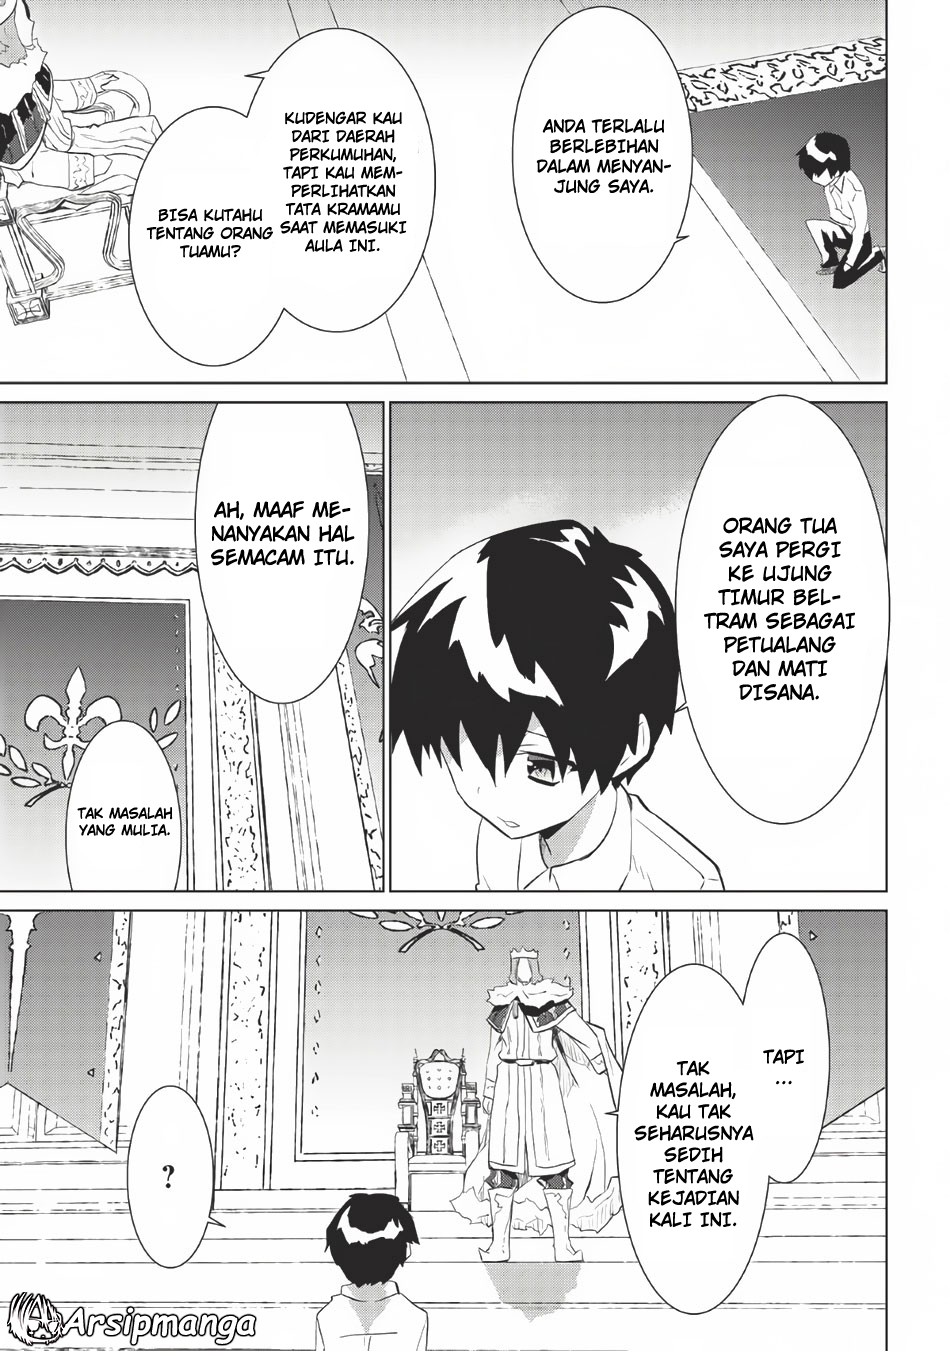 ANDA TERLALU
BERLEBIHAN
DALAM MENYAN-
JUNG SAYA.
KUDENGAR KAU
DARI DAERAH
PERKUMUHAN,
TAPI KAU MEM-
PERLIHATKAN
TATA KRAMAMU
SAAT MEMASUKI
AULA INI.
BISA KUTAHU
TENTANG ORANG
TUAMU?
ORANG TUA
SAYA PERGI
KE UJUNG
TIMUR BEL-
TRAM SEBAGAI
PETUALANG
DAN MATI
DISANA.
AH, MAAF ME-
NANYAKAN HAL
SEMACAM ITU.
TAK MASALAH
YANG MULIA.
TAPI
...
TAK
MASALAH,
KAU TAK
SEHARUSNYA
SEDIH
TENTANG
KEJADIAN
KALI INI.
?
Arsipmanga